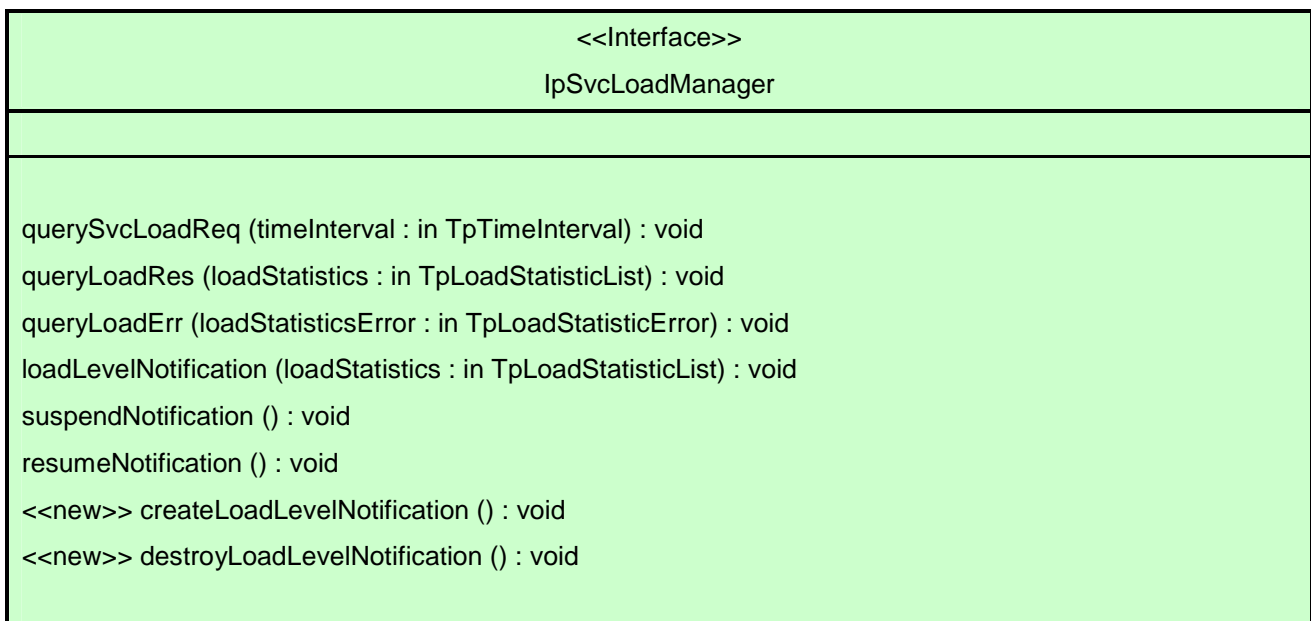 <<Interface>>
IpSvcLoadManager
querySvcLoadReq (timeInterval : in TpTimeInterval) : void
queryLoadRes (loadStatistics : in TpLoadStatisticList) : void
queryLoadErr (loadStatisticsError : in TpLoadStatisticError) : void
loadLevelNotification (loadStatistics : in TpLoadStatisticList) : void
suspendNotification () : void
resumeNotification () : void
<<new>> createLoadLevelNotification () : void
<<new>> destroyLoadLevelNotification () : void